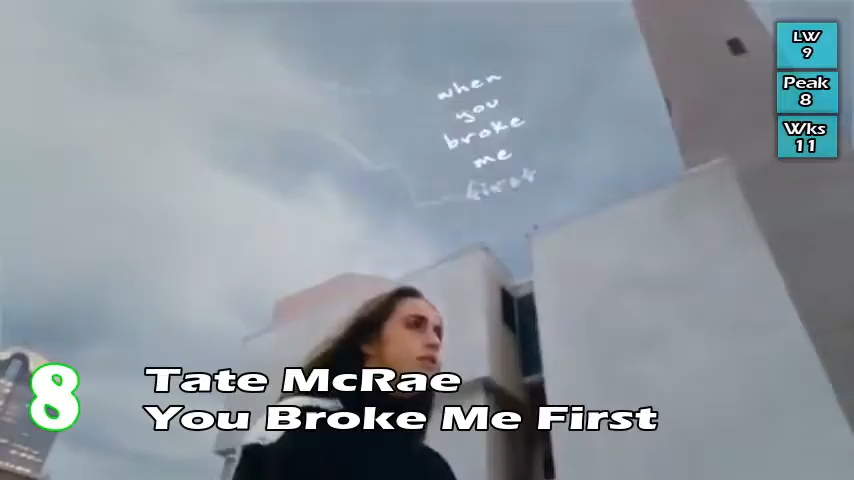 when
you
broke
me
first
LW
9
Peak
8
Wks
11
8
Tate McRae
You Broke Me First